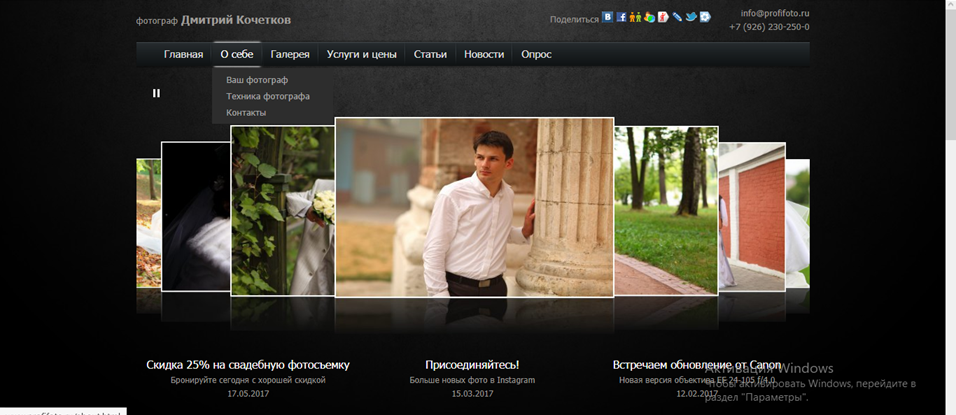 фотограф Дмитрий Кочетков
Поделиться
info@profifoto.ru
+7 (926) 230-250-0
Главная О себе Галерея Услуги и цены Статьи Новости Опрос
Ваш фотограф
Техника фотографа
Контакты
Скидка 25% на свадебную фотосъемку
Бронируйте сегодня с хорошей скидкой
17.05.2017
Присоединяйтесь!
Больше новых фото в Instagram
15.03.2017
Встречаем обновление от Canon
Новая версия объектива EF 24-105 f/4.0
12.02.2017
Активация Windows
Чтобы активировать Windows, перейдите в
раздел "Параметры".